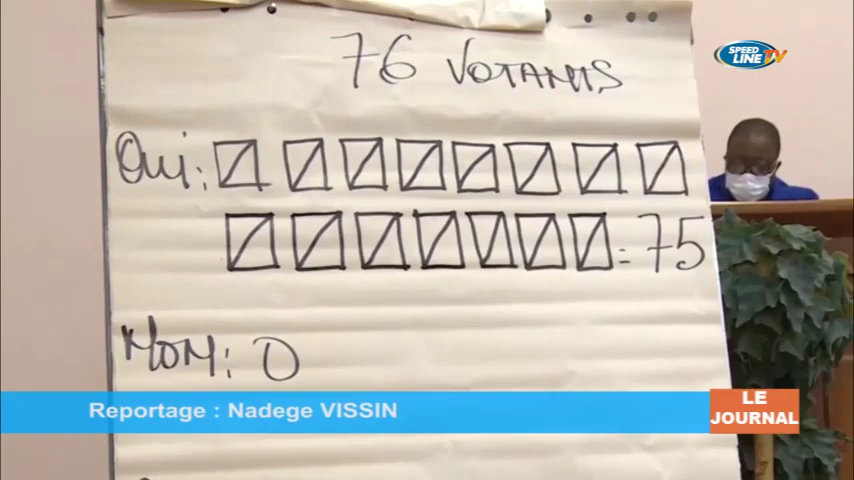 76 VOTANTS
SPEED
LINE TV
Oui :
= 75
NON : 0
Reportage : Nadege VISSIN
LE
JOURNAL